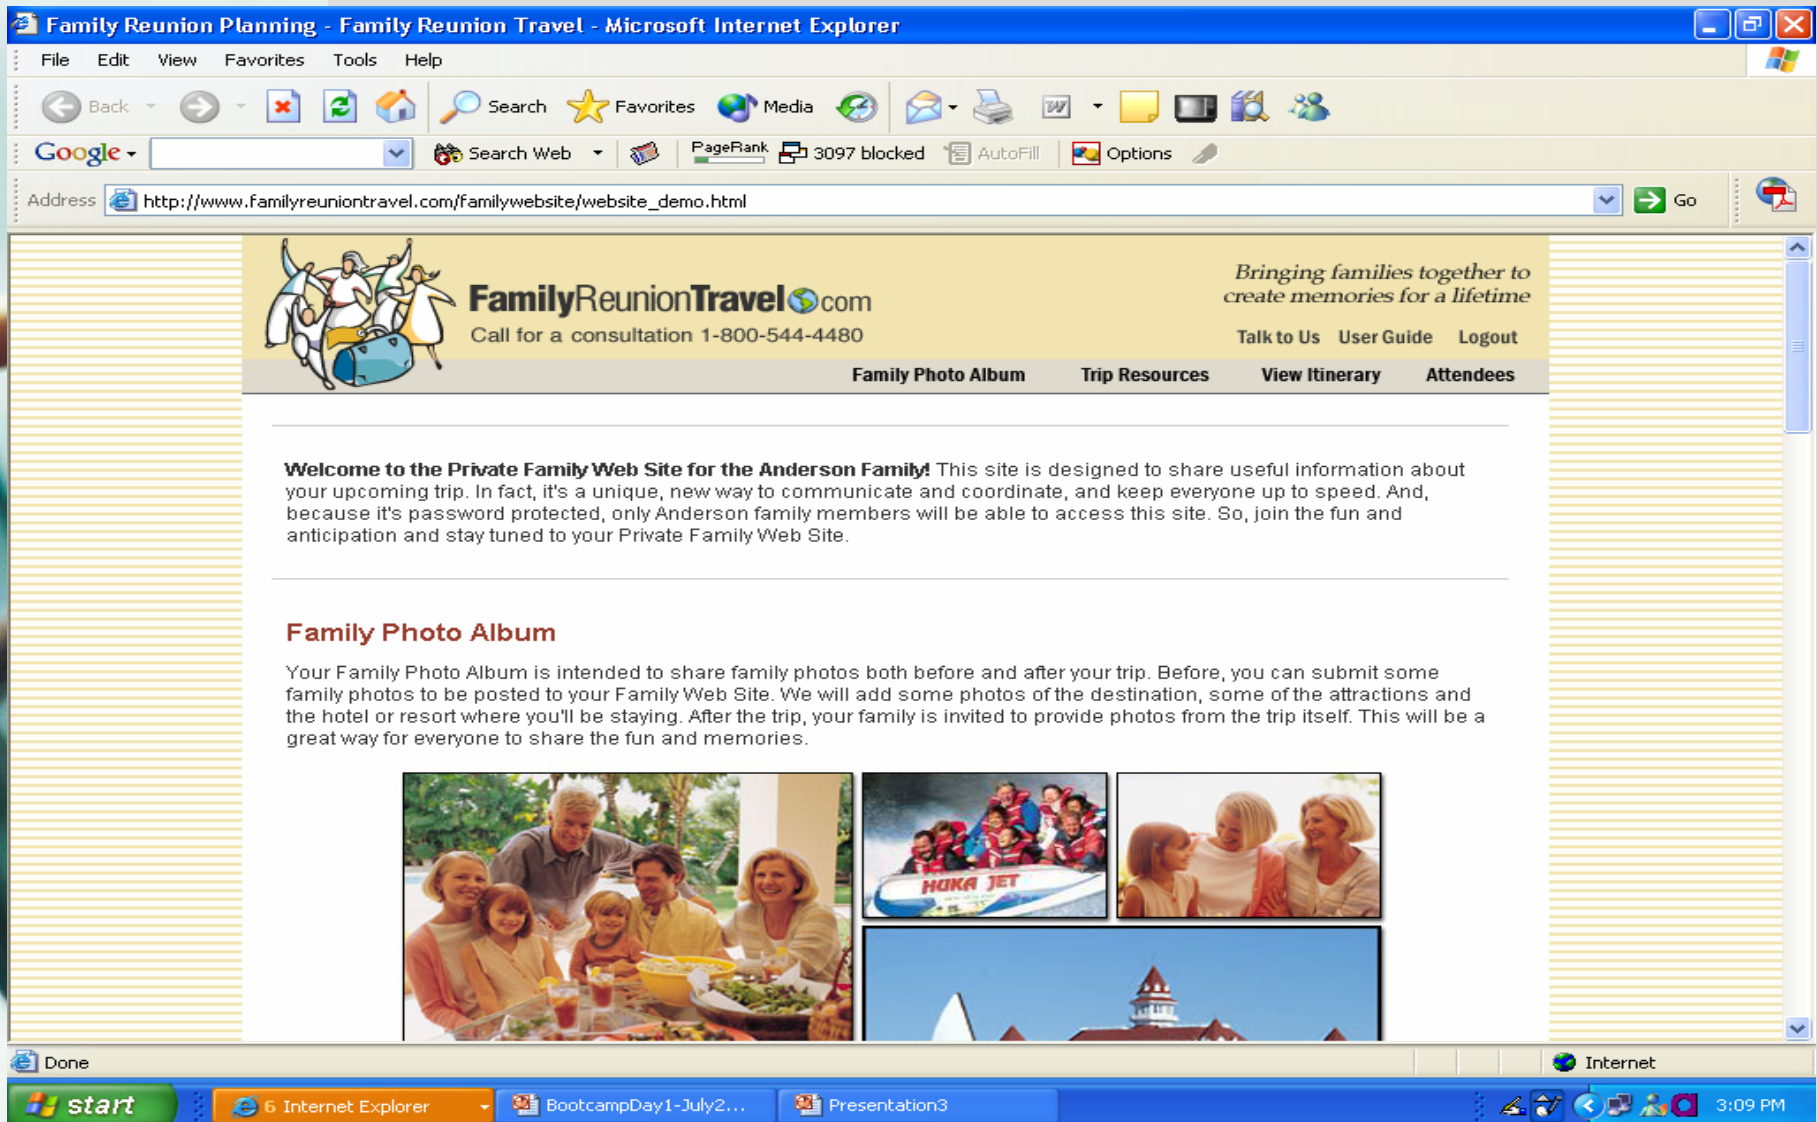 Family Reunion Planning - Family Reunion Travel - Microsoft Internet Explorer
File Edit View Favorites Tools Help
Back Search Favorites Media W
Google Search Web PageRank 3097 blocked AutoFill Options
Address http://www.familyreuniontravel.com/familywebsite/website_demo.html Go
Bringing families together to
create memories for a lifetime
FamilyReunionTravel.com
Call for a consultation 1-800-544-4480
Talk to Us User Guide Logout
Family Photo Album Trip Resources View Itinerary Attendees
Welcome to the Private Family Web Site for the Anderson Family! This site is designed to share useful information about
your upcoming trip. In fact, it's a unique, new way to communicate and coordinate, and keep everyone up to speed. And,
because it's password protected, only Anderson family members will be able to access this site. So, join the fun and
anticipation and stay tuned to your Private Family Web Site.
Family Photo Album
Your Family Photo Album is intended to share family photos both before and after your trip. Before, you can submit some
family photos to be posted to your Family Web Site. We will add some photos of the destination, some of the attractions and
the hotel or resort where you'll be staying. After the trip, your family is invited to provide photos from the trip itself. This will be a
great way for everyone to share the fun and memories.
HUKA JET
Done Internet
start 6 Internet Explorer BootcampDay1-July2... Presentation3 3:09 PM